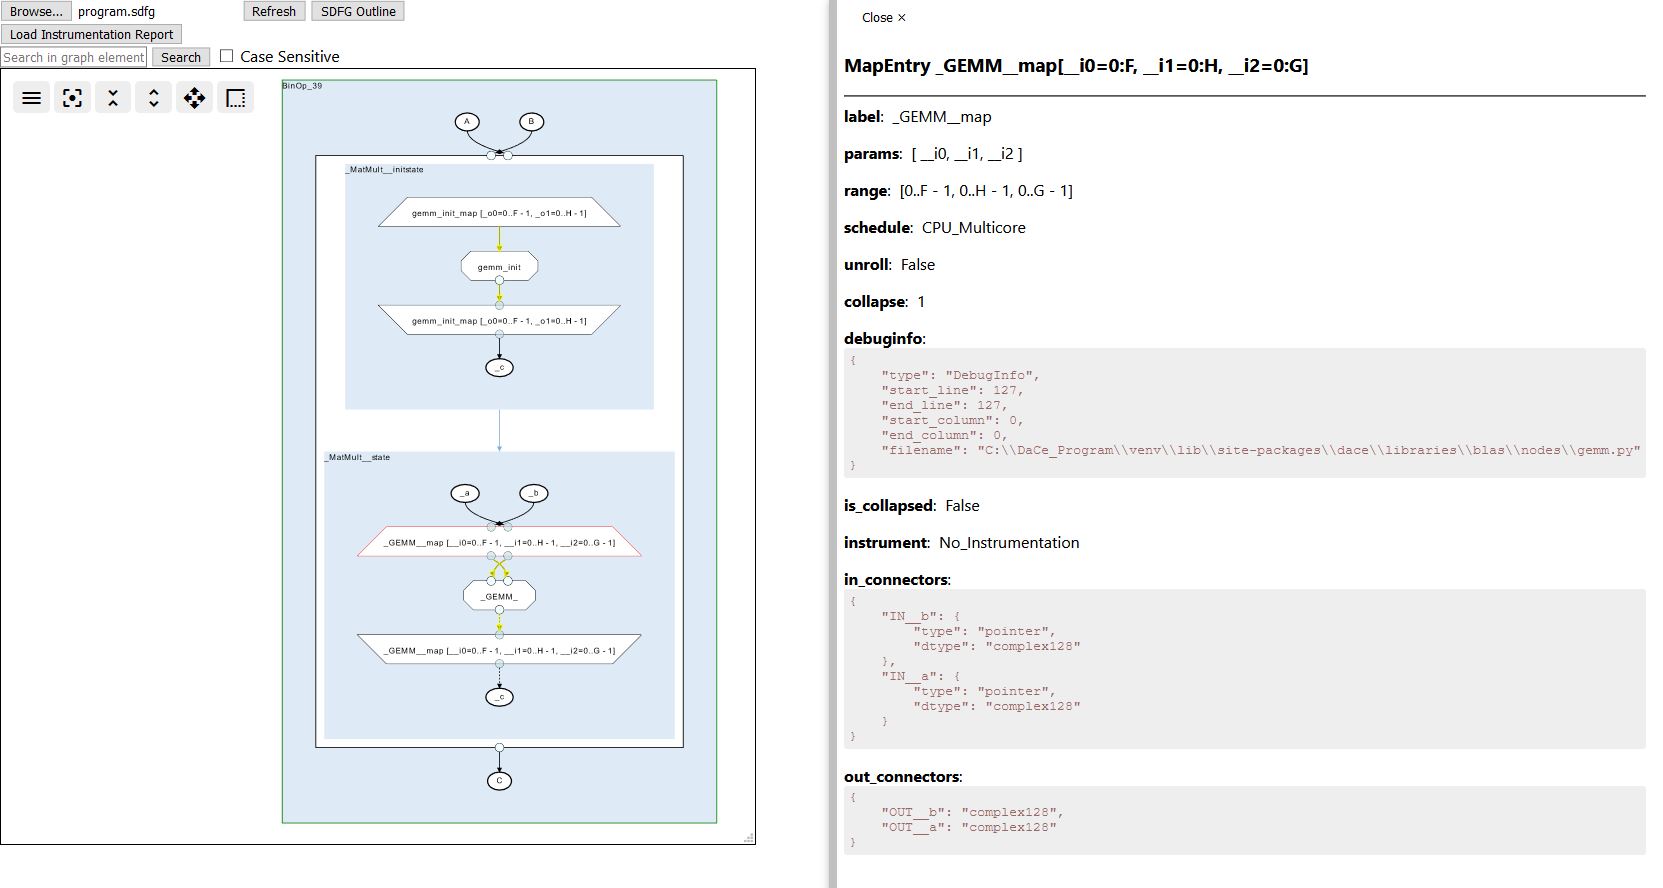 Browse... program.sdfg Refresh SDFG Outline
Load Instrumentation Report
Search in graph element Search Case Sensitive
BinOp_39
A B
_MatMult__initstate
gemm_init_map [_o0=0..F - 1, _o1=0..H - 1]
gemm_init
gemm_init_map [_o0=0..F - 1, _o1=0..H - 1]
_c
_MatMult__state
_a _b
_GEMM__map [__i0=0..F - 1, __i1=0..H - 1, __i2=0..G - 1]
_GEMM_
_GEMM__map [__i0=0..F - 1, __i1=0..H - 1, __i2=0..G - 1]
_c
C
Close ×
MapEntry _GEMM__map[__i0=0:F, __i1=0:H, __i2=0:G]
label: _GEMM__map
params: [ __i0, __i1, __i2 ]
range: [0..F - 1, 0..H - 1, 0..G - 1]
schedule: CPU_Multicore
unroll: False
collapse: 1
debuginfo:
{
"type": "DebugInfo",
"start_line": 127,
"end_line": 127,
"start_column": 0,
"end_column": 0,
"filename": "C:\\DaCe_Program\\venv\\lib\\site-packages\\dace\\libraries\\blas\\nodes\\gemm.py"
}
is_collapsed: False
instrument: No_Instrumentation
in_connectors:
{
"IN__b": {
"type": "pointer",
"dtype": "complex128"
},
"IN__a": {
"type": "pointer",
"dtype": "complex128"
}
}
out_connectors:
{
"OUT__b": "complex128",
"OUT__a": "complex128"
}